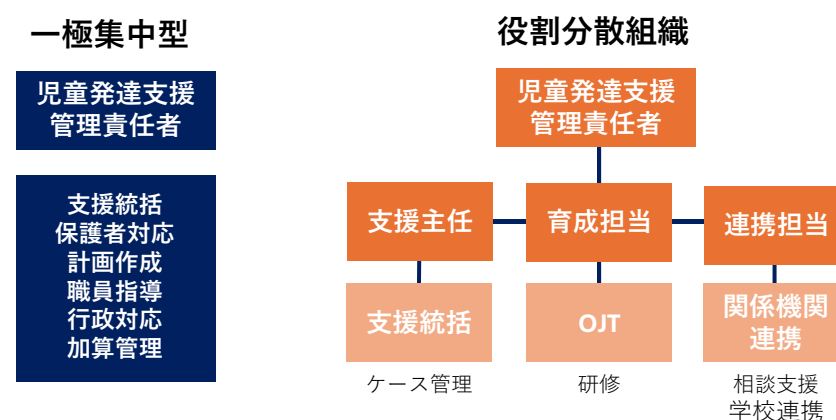 一極集中型
児童発達支援
管理責任者
支援統括
保護者対応
計画作成
職員指導
行政対応
加算管理
役割分散組織
児童発達支援
管理責任者
支援主任
育成担当
連携担当
支援統括
OJT
関係機関
連携
ケース管理
研修
相談支援
学校連携